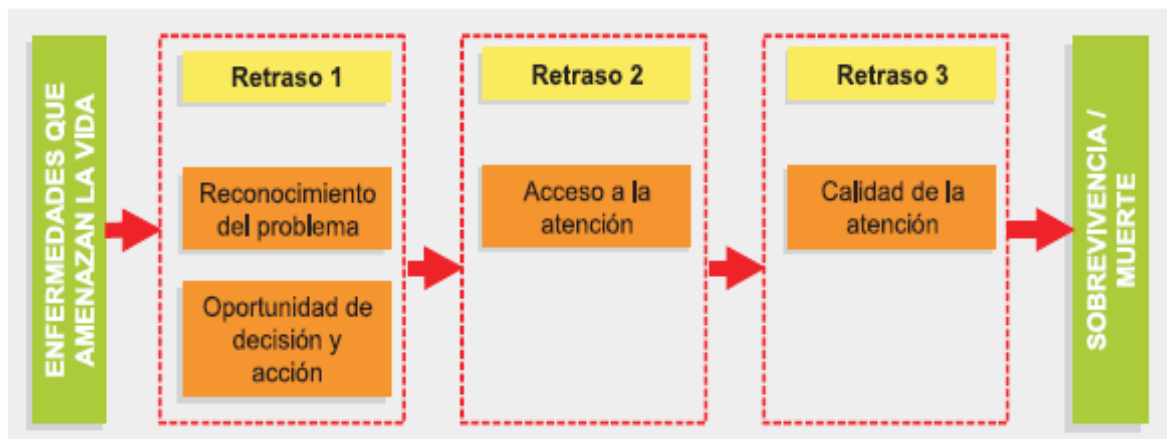 ENFERMEDADES QUE
AMENAZAN LA VIDA
Retraso 1
Reconocimiento
del problema
Oportunidad de
decisión y
acción
Retraso 2
Acceso a la
atención
Retraso 3
Calidad de la
atención
SOBREVIVENCIA /
MUERTE